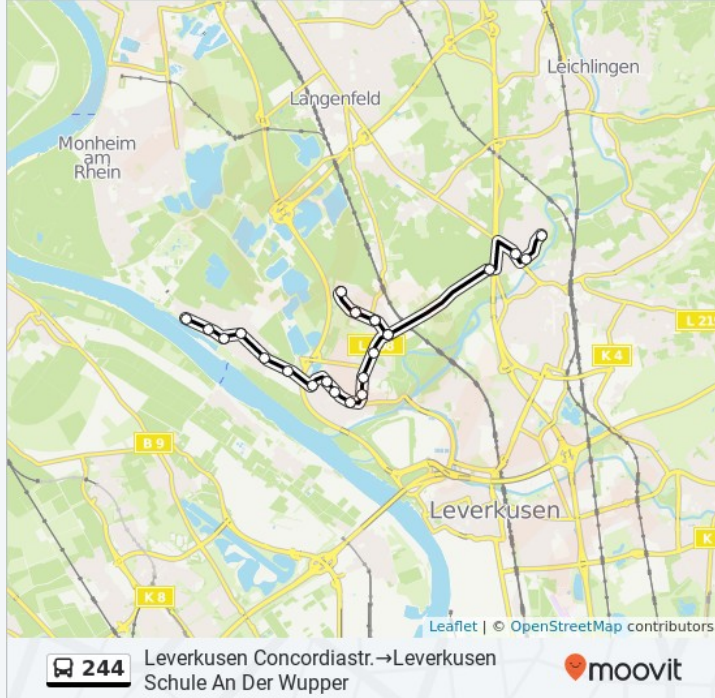 Leichlingen
Langenfeld
Monheim
am
Rhein
L 21
K 4
B 9
Leverkusen
K
K 8
Leaflet | © OpenStreetMap contributors
244
Leverkusen Concordiastr.→Leverkusen
Schule An Der Wupper
moovit